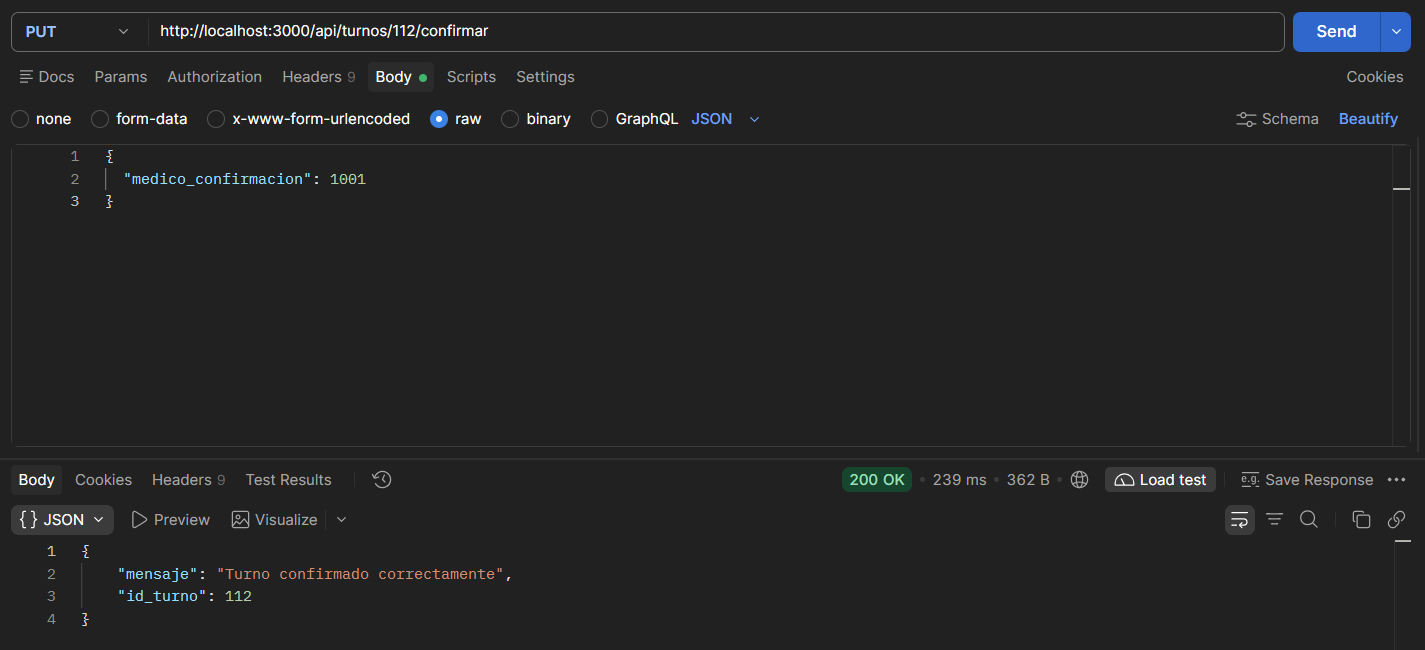 PUT http://localhost:3000/api/turnos/112/confirmar Send
Docs Params Authorization Headers 9 Body Scripts Settings Cookies
none form-data x-www-form-urlencoded raw binary GraphQL JSON Schema Beautify
1 {
2 "medico_confirmacion": 1001
3 }
Body Cookies Headers 9 Test Results 200 OK • 239 ms • 362 B • Load test e.g. Save Response
{} JSON Preview Visualize
1 {
2 "mensaje": "Turno confirmado correctamente",
3 "id_turno": 112
4 }